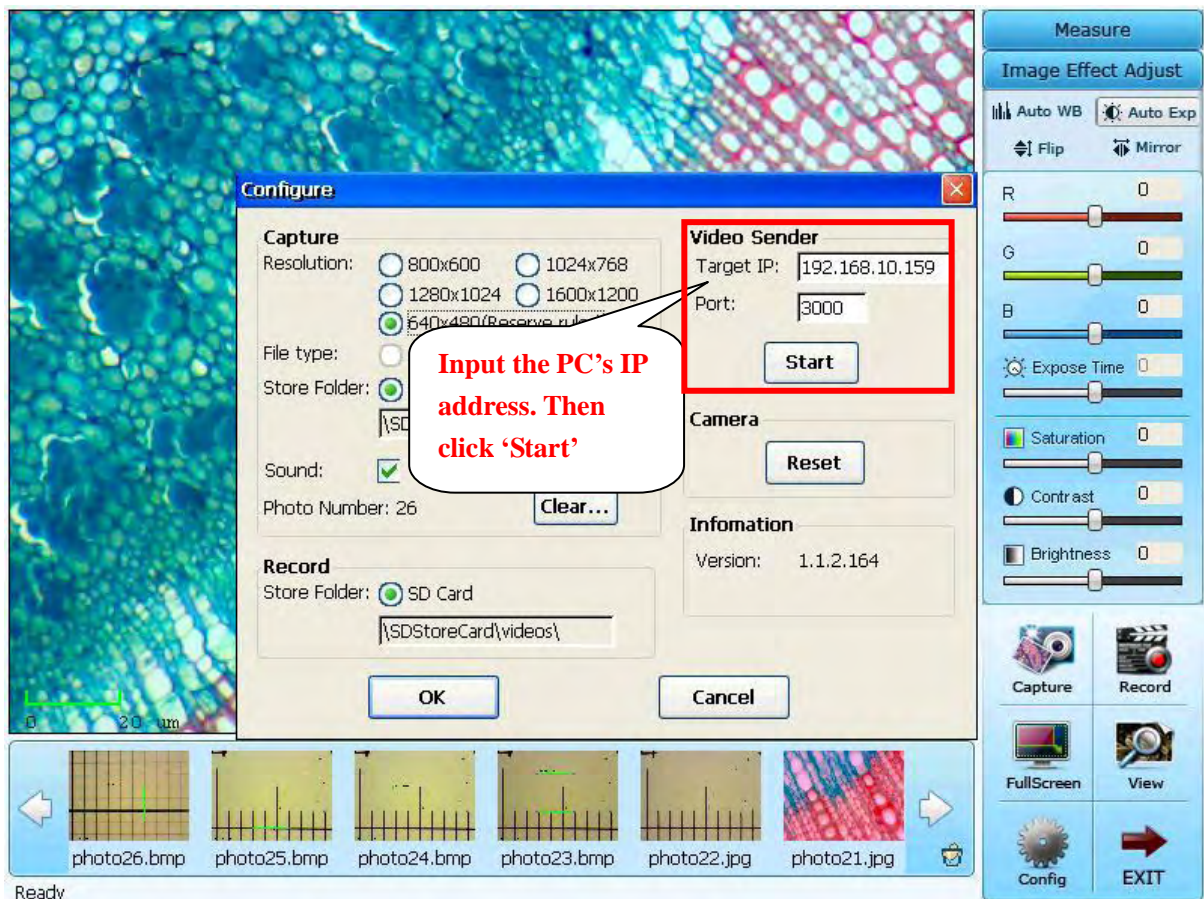 Measure
Image Effect Adjust
Auto WB Auto Exp
Flip Mirror
R 0
G 0
B 0
Expose Time 0
Saturation 0
Contrast 0
Brightness 0
Capture Record
FullScreen View
Config EXIT
Configure
Capture
Resolution: 800x600 1024x768
1280x1024 1600x1200
640x480(Reserve
File type:
Store Folder:
\SD
Sound:
Photo Number: 26 Clear...
Record
Store Folder: SD Card
\SDStoreCard\videos\
Video Sender
Target IP: 192.168.10.159
Port: 3000
Start
Input the PC's IP
address. Then
click ‘Start’
Camera
Reset
Infomation
Version: 1.1.2.164
OK Cancel
0 20 um
photo26.bmp photo25.bmp photo24.bmp photo23.bmp photo22.jpg photo21.jpg
Ready